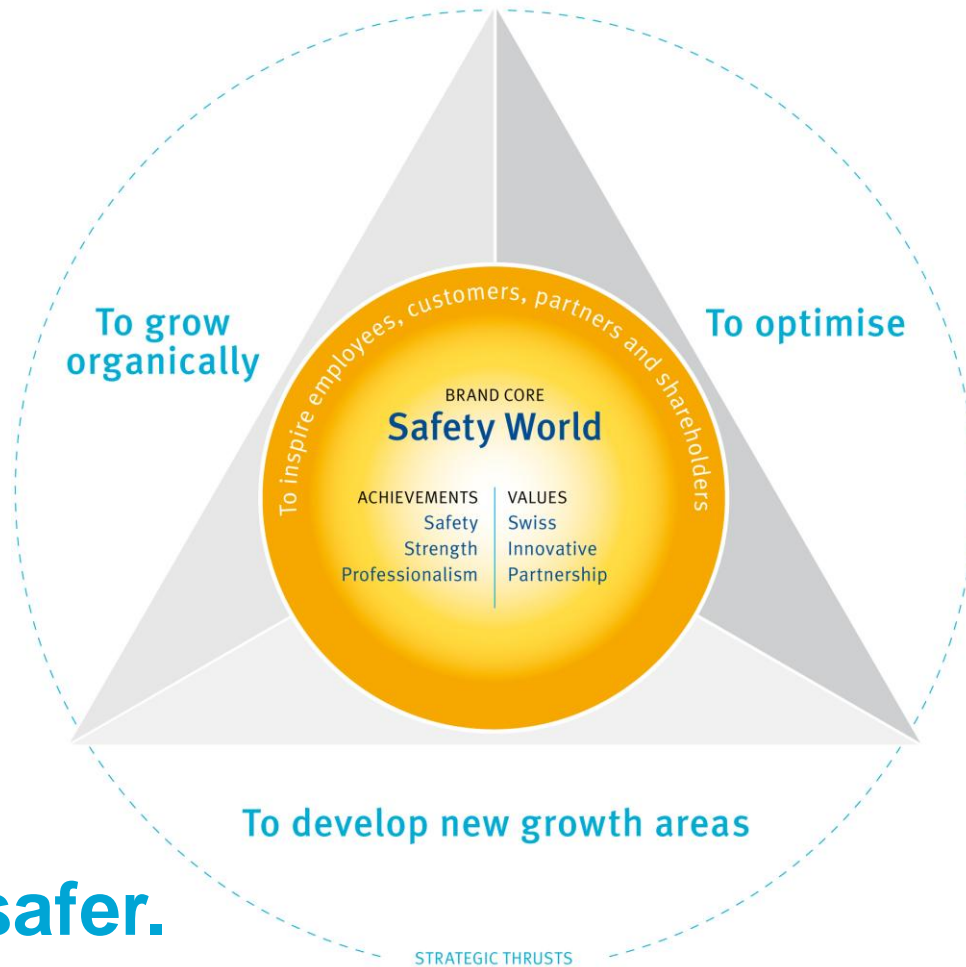 To grow
organically
To optimise
To inspire employees, customers, partners and shareholders
BRAND CORE
Safety World
ACHIEVEMENTS
Safety
Strength
Professionalism
VALUES
Swiss
Innovative
Partnership
To develop new growth areas
safer.
STRATEGIC THRUSTS